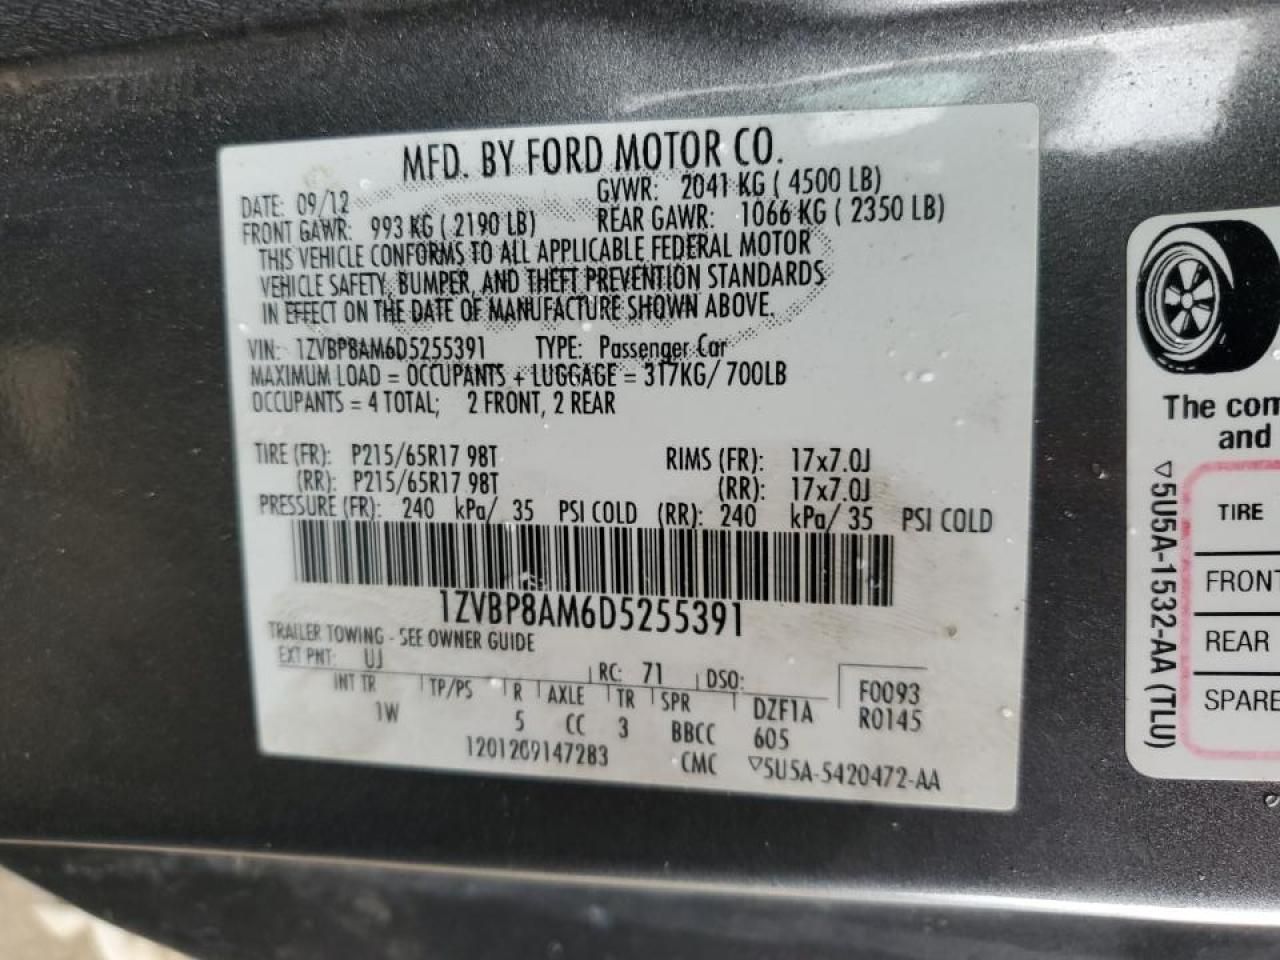 MFD. BY FORD MOTOR CO.
DATE: 09/12 GVWR: 2041 KG ( 4500 LB)
FRONT GAWR: 993 KG ( 2190 LB) REAR GAWR: 1066 KG ( 2350 LB)
THIS VEHICLE CONFORMS TO ALL APPLICABLE FEDERAL MOTOR
VEHICLE SAFETY, BUMPER, AND THEFT PREVENTION STANDARDS
IN EFFECT ON THE DATE OF MANUFACTURE SHOWN ABOVE.
VIN: 1ZVBP8AM6D5255391 TYPE: Passenger Car
MAXIMUM LOAD = OCCUPANTS + LUGGAGE = 317KG/ 700LB
OCCUPANTS = 4 TOTAL; 2 FRONT, 2 REAR
TIRE (FR): P215/65R17 98T RIMS (FR): 17x7.0J
(RR): P215/65R17 98T (RR): 17x7.0J
PRESSURE (FR): 240 kPa/ 35 PSI COLD (RR): 240 kPa/ 35 PSI COLD
1ZVBP8AM6D5255391
TRAILER TOWING - SEE OWNER GUIDE
EXT PNT: UJ RC: 71 DSO:
INT TR TP/PS R AXLE TR SPR DZF1A F0093
1W 5 CC 3 BBCC 605 R0145
1201209147283 CMC ▽5U5A-5420472-AA
The com
and
▽5U5A-1532-AA (TLU)
TIRE
FRONT
REAR
SPARE